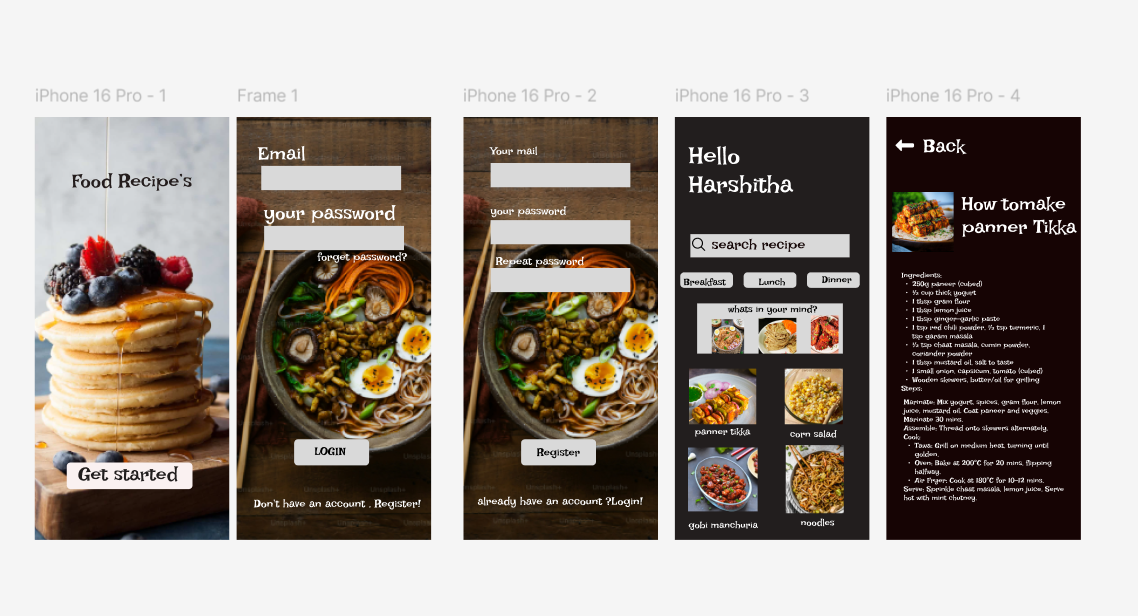 iPhone 16 Pro - 1
Food Recipe's
Get started
Frame 1
Email
your password
forget password?
LOGIN
Don't have an account . Register!
iPhone 16 Pro - 2
Your mail
your password
Repeat password
Register
already have an account ?Login!
iPhone 16 Pro - 3
Hello
Harshitha
search recipe
Breakfast
Lunch
Dinner
whats in your mind?
panner tikka
corn salad
gobi manchuria
noodles
iPhone 16 Pro - 4
Back
How tomake
panner Tikka
Ingredients:
• 250g paneer (cubed)
• ½ cup thick yogurt
• 1 tbsp gram flour
• 1 tbsp lemon juice
• 1 tbsp ginger-garlic paste
• 1 tsp red chili powder, ½ tsp turmeric, 1
tsp garam masala
• ½ tsp chaat masala, cumin powder,
coriander powder
• 1 tbsp mustard oil, salt to taste
• 1 small onion, capsicum, tomato (cubed)
• Wooden skewers, butter/oil for grilling
Steps:
Marinate: Mix yogurt, spices, gram flour, lemon
juice, mustard oil. Coat paneer and veggies.
Marinate 30 mins.
Assemble: Thread onto skewers alternately.
Cook:
• Tawa: Grill on medium heat, turning until
golden.
• Oven: Bake at 200°C for 20 mins, flipping
halfway.
• Air Fryer: Cook at 180°C for 10-12 mins.
Serve: Sprinkle chaat masala, lemon juice. Serve
hot with mint chutney.